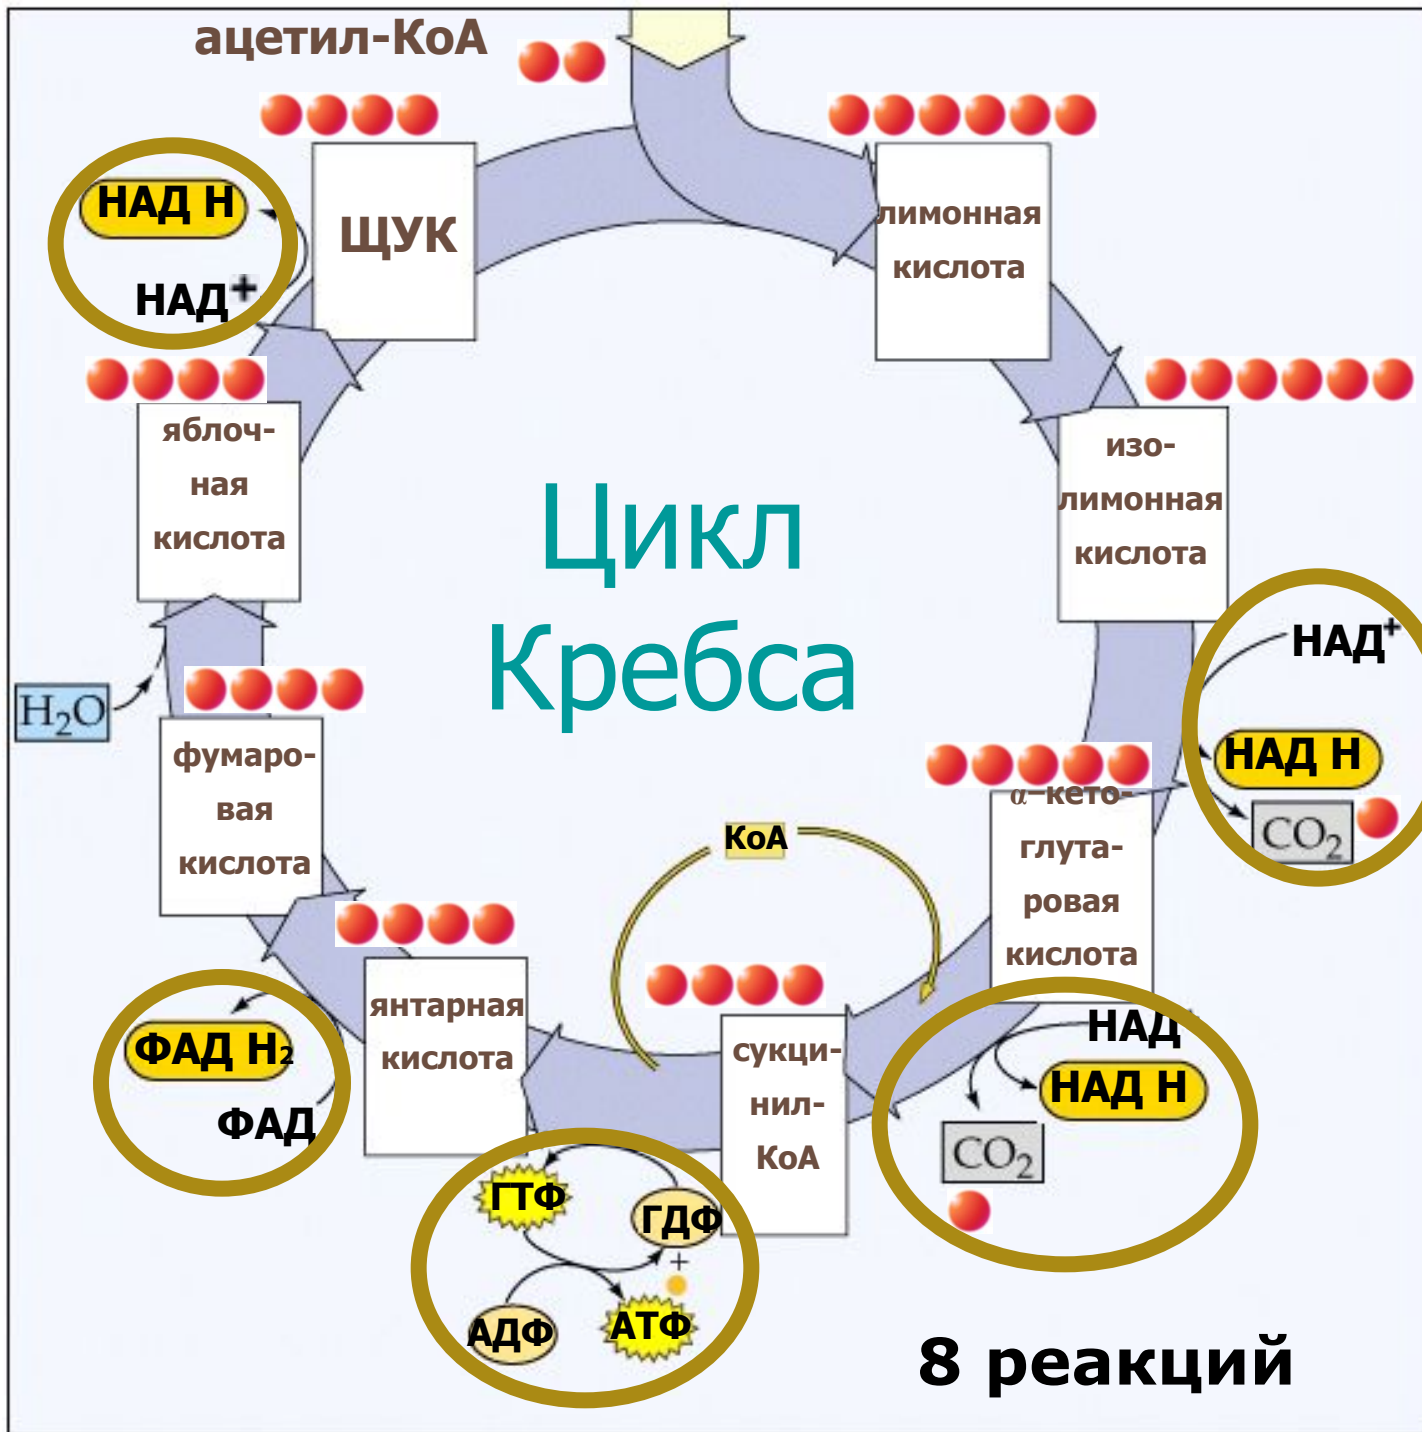 ацетил-КоА
ЩУК
лимонная
кислота
изо-
лимонная
кислота
НАД+
НАД Н
CO2
α-кето-
глута-
ровая
кислота
НАД
НАД Н
CO2
КоА
сукци-
нил-
КоА
ГТФ
ГДФ
+
АДФ
АТФ
янтарная
кислота
ФАД Н2
ФАД
фумаро-
вая
кислота
H2O
яблоч-
ная
кислота
НАД Н
НАД+
Цикл
Кребса
8 реакций